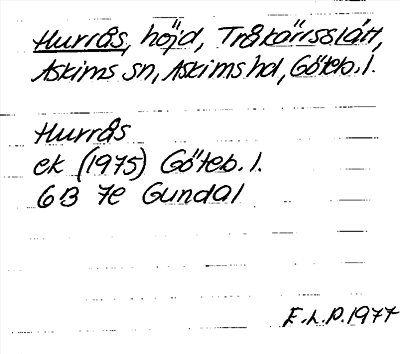 Hurrås, höjd, Tråkärrsslätt,
Askims sn, Askims hd, Göteb. l.
Hurrås
ek (1975) Göteb. l.
6B 7e Gundal
E.L.P. 1977